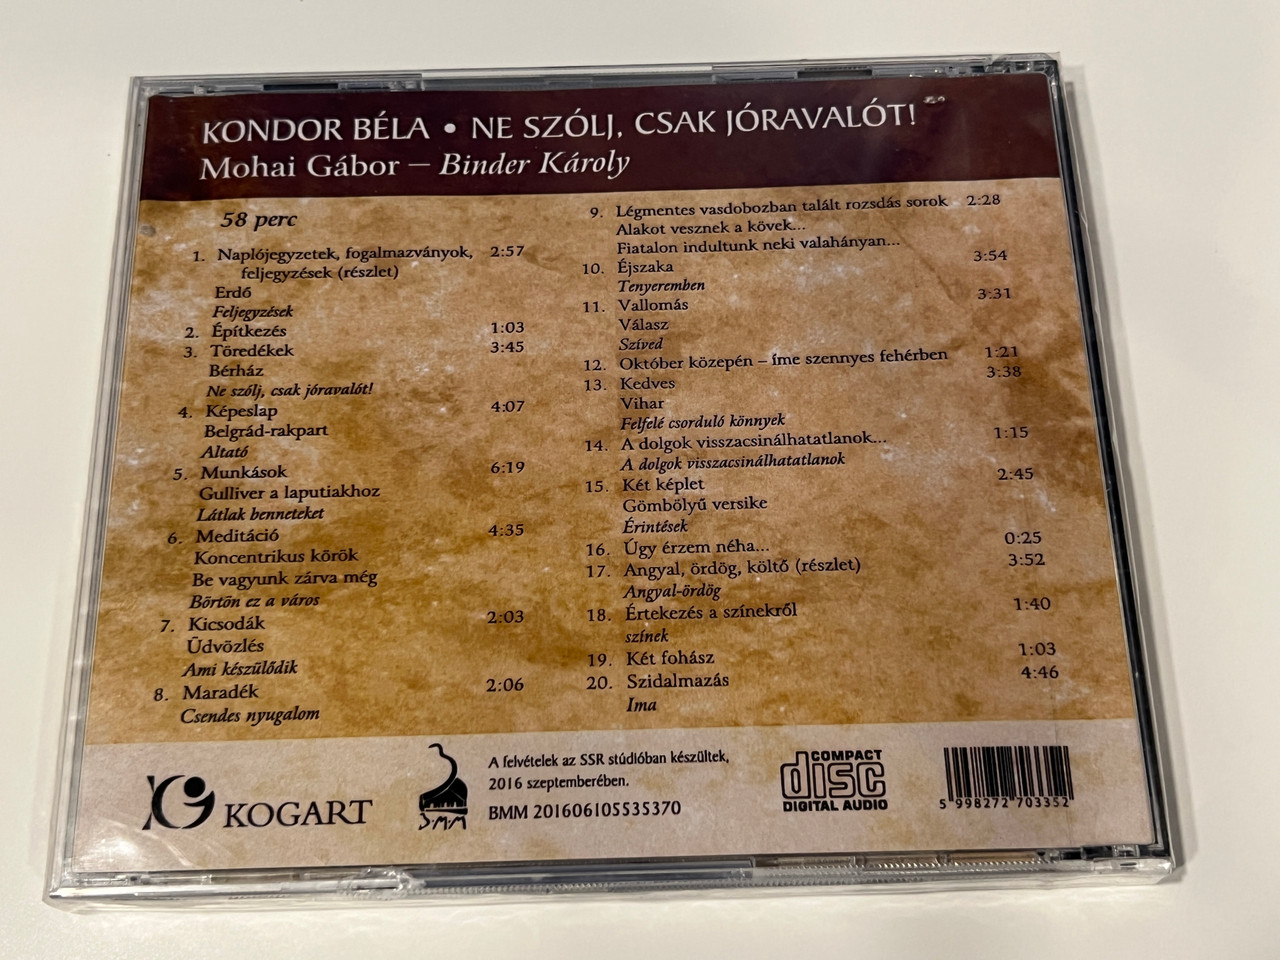 KONDOR BÉLA • NE SZÓLJ, CSAK JÓRAVALÓT!
Mohai Gábor – Binder Károly
58 perc
1. Naplójegyzetek, fogalmazványok, 2:57
feljegyzések (részlet)
Erdő
Feljegyzések
2. Építkezés 1:03
3. Töredékek 3:45
Bérház
Ne szólj, csak jóravalót!
4. Képeslap 4:07
Belgrád-rakpart
Altató
5. Munkások 6:19
Gulliver a laputiakhoz
Látlak benneteket
6. Meditáció 4:35
Koncentrikus körök
Be vagyunk zárva még
Börtön ez a város
7. Kicsodák 2:03
Üdvözlés
Ami készülődik
8. Maradék 2:06
Csendes nyugalom
9. Légmentes vasdobozban talált rozsdás sorok 2:28
Alakot vesznek a kövek...
Fiatalon indultunk neki valahányan...
10. Éjszaka 3:54
Tenyeremben
11. Vallomás 3:31
Válasz
Szíved
12. Október közepén – íme szennyes fehérben 1:21
13. Kedves 3:38
Vihar
Felfelé csorduló könnyek
14. A dolgok visszacsinálhatatlanok... 1:15
A dolgok visszacsinálhatatlanok
15. Két képlet 2:45
Gömbölyű versike
Érintések
16. Úgy érzem néha... 0:25
17. Angyal, ördög, költő (részlet) 3:52
Angyal-ördög
18. Értekezés a színekről 1:40
színek
19. Két fohász 1:03
20. Szidalmazás 4:46
Ima
KOGART
S·M·M
A felvételek az SSR stúdióban készültek,
2016 szeptemberében.
BMM 201606105535370
COMPACT
disc
DIGITAL AUDIO
5 998272 703352